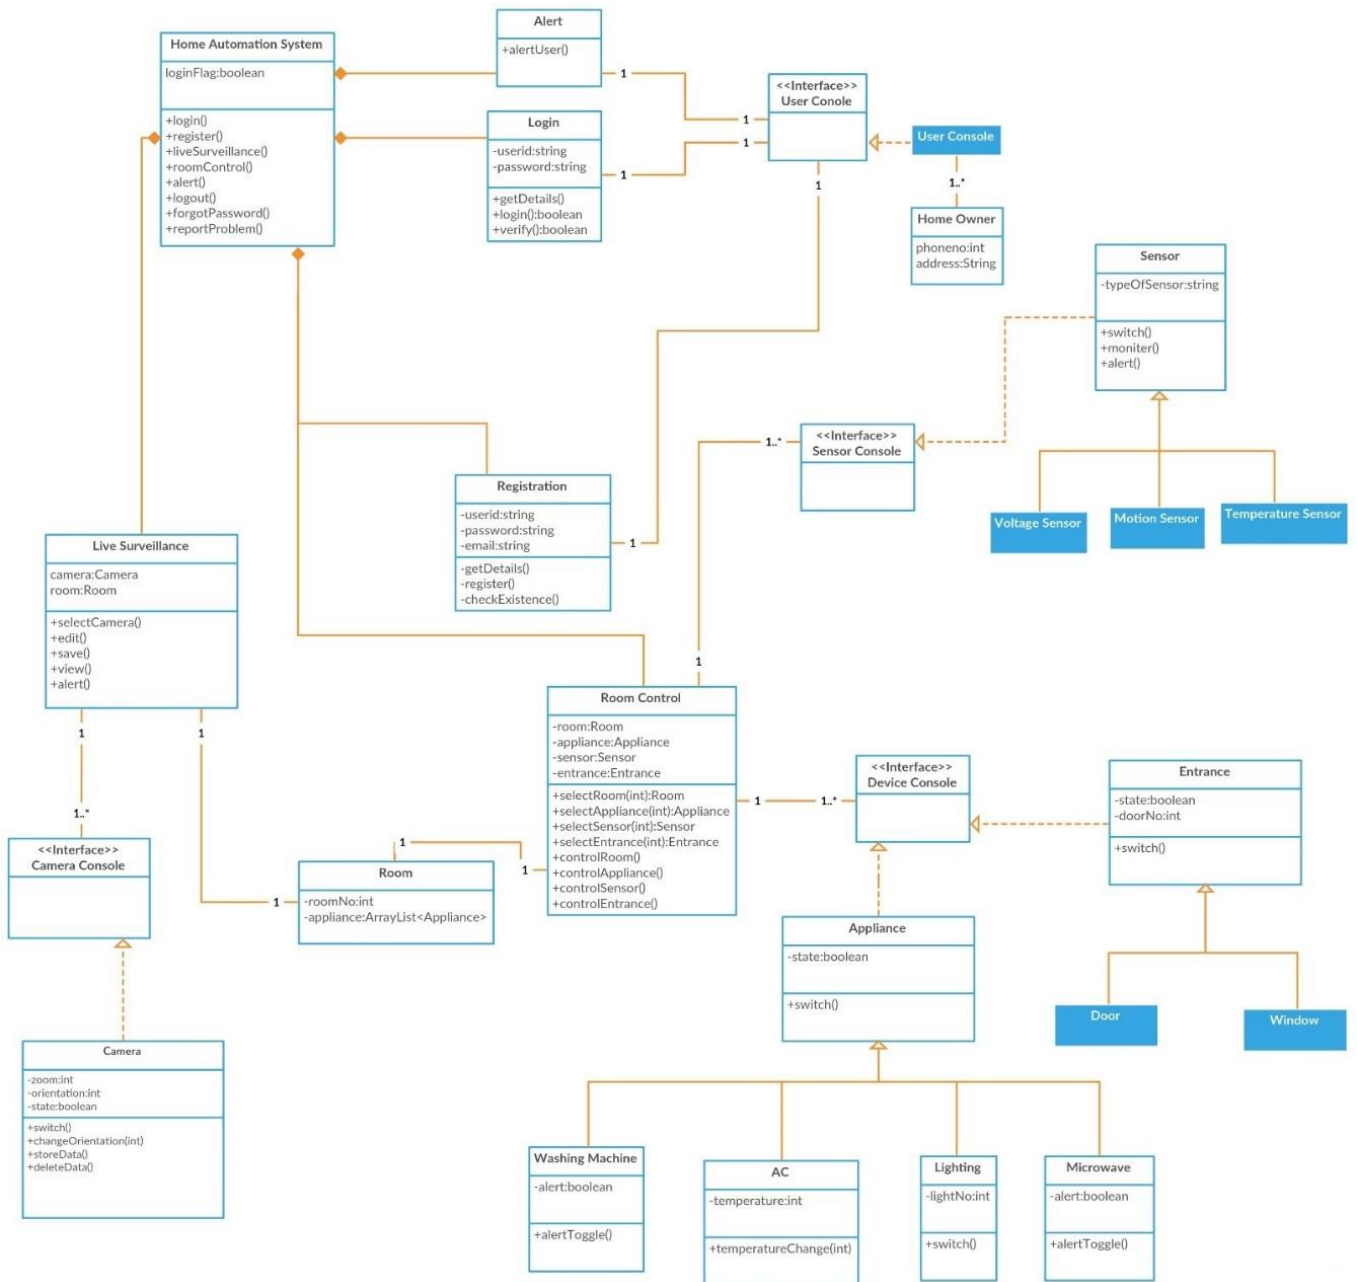 Home Automation System
loginFlag:boolean
+login()
+register()
+liveSurveillance()
+roomControl()
+alert()
+logout()
+forgotPassword()
+reportProblem()
Alert
+alertUser()
1
1
Login
-userid:string
-password:string
+getDetails()
+login():boolean
+verify():boolean
1
1
<<Interface>>
User Conole
1
User Console
1..*
Home Owner
phoneno:int
address:String
Sensor
-typeOfSensor:string
+switch()
+moniter()
+alert()
1..*
<<Interface>>
Sensor Console
Voltage Sensor
Motion Sensor
Temperature Sensor
Registration
-userid:string
-password:string
-email:string
-getDetails()
-register()
-checkExistence()
1
Live Surveillance
camera:Camera
room:Room
+selectCamera()
+edit()
+save()
+view()
+alert()
1
1
1..*
<<Interface>>
Camera Console
Camera
-zoom:int
-orientation:int
-state:boolean
+switch()
+changeOrientation(int)
+storeData()
+deleteData()
1
Room
-roomNo:int
-appliance:ArrayList<Appliance>
1
1
1
Room Control
-room:Room
-appliance:Appliance
-sensor:Sensor
-entrance:Entrance
+selectRoom(int):Room
+selectAppliance(int):Appliance
+selectSensor(int):Sensor
+selectEntrance(int):Entrance
+controlRoom()
+controlAppliance()
+controlSensor()
+controlEntrance()
1
1..*
<<Interface>>
Device Console
Entrance
-state:boolean
-doorNo:int
+switch()
Door
Window
Appliance
-state:boolean
+switch()
Washing Machine
-alert:boolean
+alertToggle()
AC
-temperature:int
+temperatureChange(int)
Lighting
-lightNo:int
+switch()
Microwave
-alert:boolean
+alertToggle()